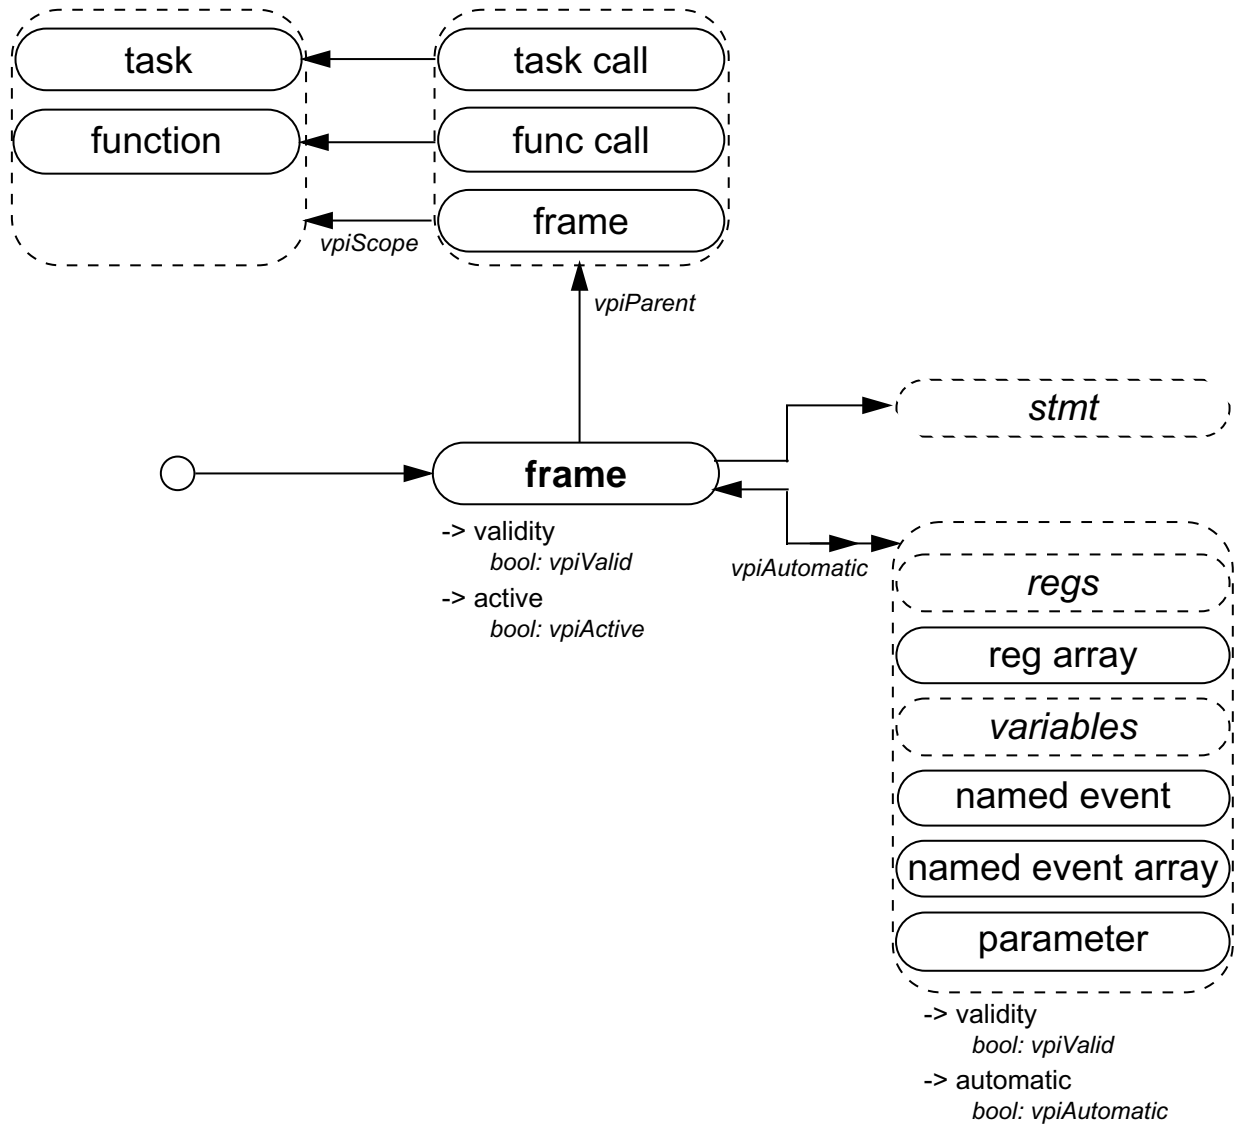 task
task call
function
func call
frame
vpiScope
vpiParent
stmt
frame
-> validity
bool: vpiValid
-> active
bool: vpiActive
vpiAutomatic
regs
reg array
variables
named event
named event array
parameter
-> validity
bool: vpiValid
-> automatic
bool: vpiAutomatic